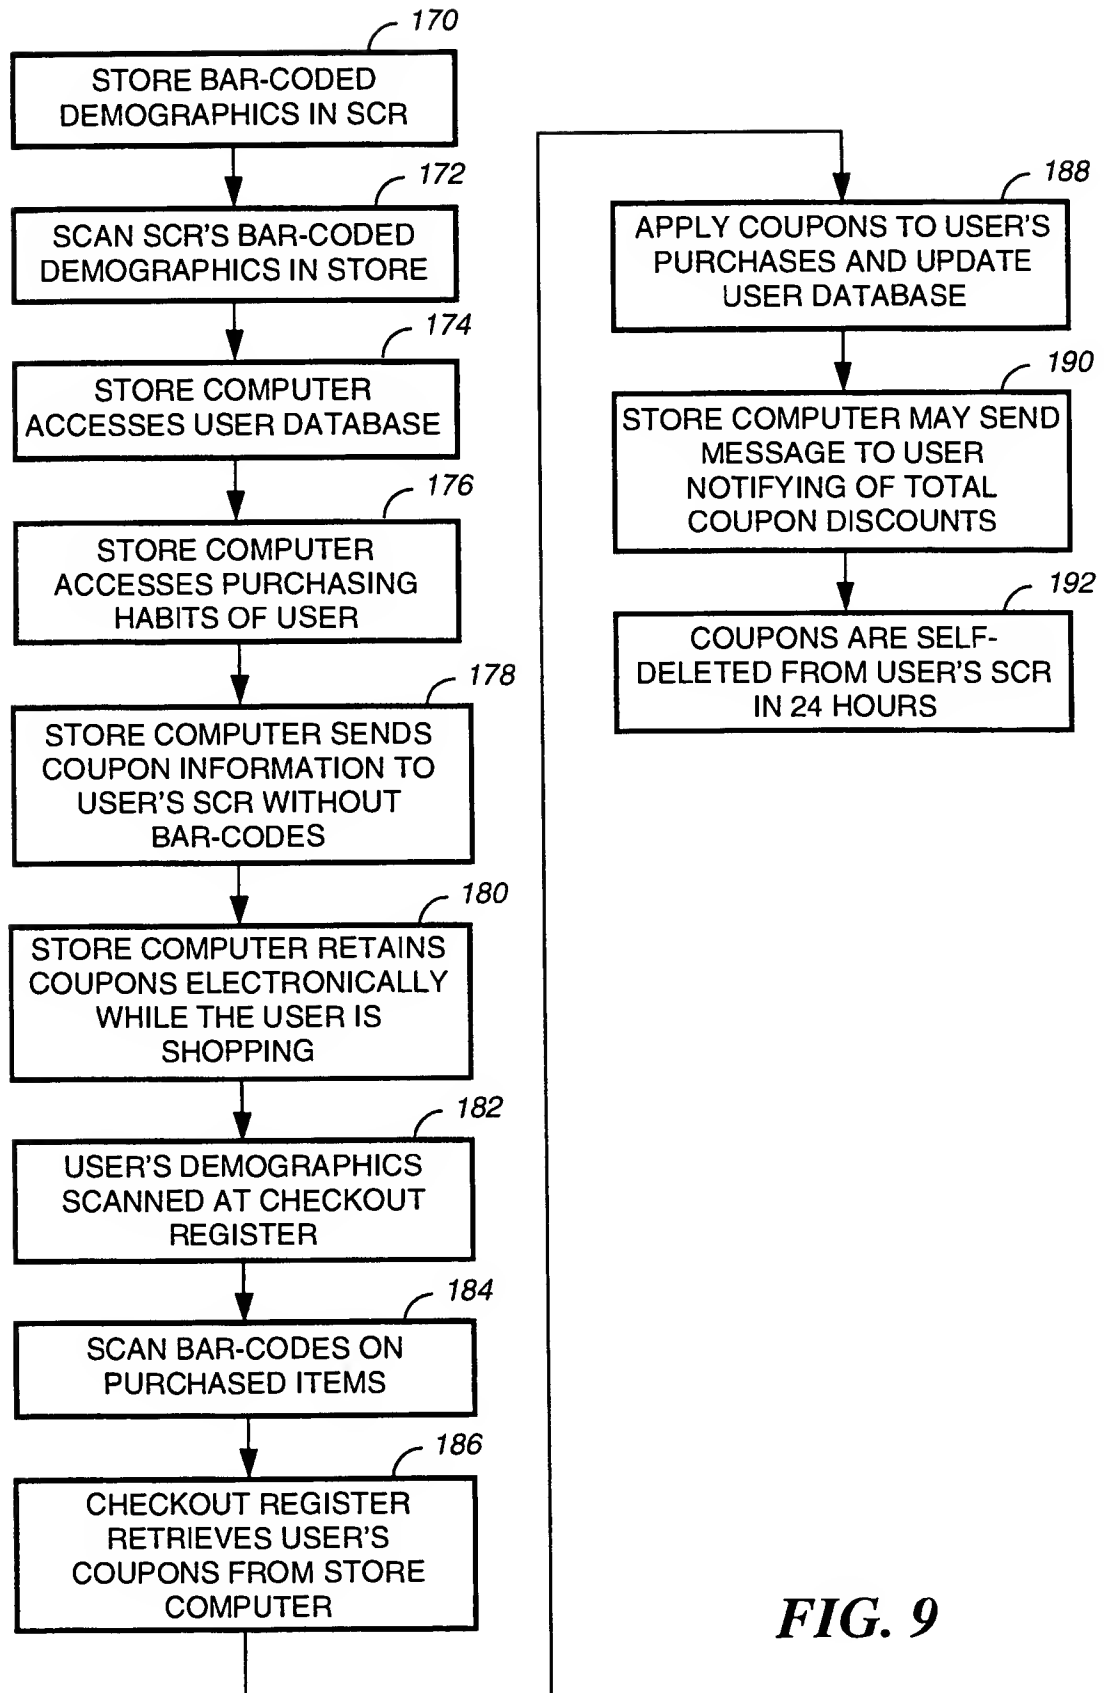 170
STORE BAR-CODED
DEMOGRAPHICS IN SCR
172
SCAN SCR'S BAR-CODED
DEMOGRAPHICS IN STORE
174
STORE COMPUTER
ACCESSES USER DATABASE
176
STORE COMPUTER
ACCESSES PURCHASING
HABITS OF USER
178
STORE COMPUTER SENDS
COUPON INFORMATION TO
USER'S SCR WITHOUT
BAR-CODES
180
STORE COMPUTER RETAINS
COUPONS ELECTRONICALLY
WHILE THE USER IS
SHOPPING
182
USER'S DEMOGRAPHICS
SCANNED AT CHECKOUT
REGISTER
184
SCAN BAR-CODES ON
PURCHASED ITEMS
186
CHECKOUT REGISTER
RETRIEVES USER'S
COUPONS FROM STORE
COMPUTER
188
APPLY COUPONS TO USER'S
PURCHASES AND UPDATE
USER DATABASE
190
STORE COMPUTER MAY SEND
MESSAGE TO USER
NOTIFYING OF TOTAL
COUPON DISCOUNTS
192
COUPONS ARE SELF-
DELETED FROM USER'S SCR
IN 24 HOURS
FIG. 9